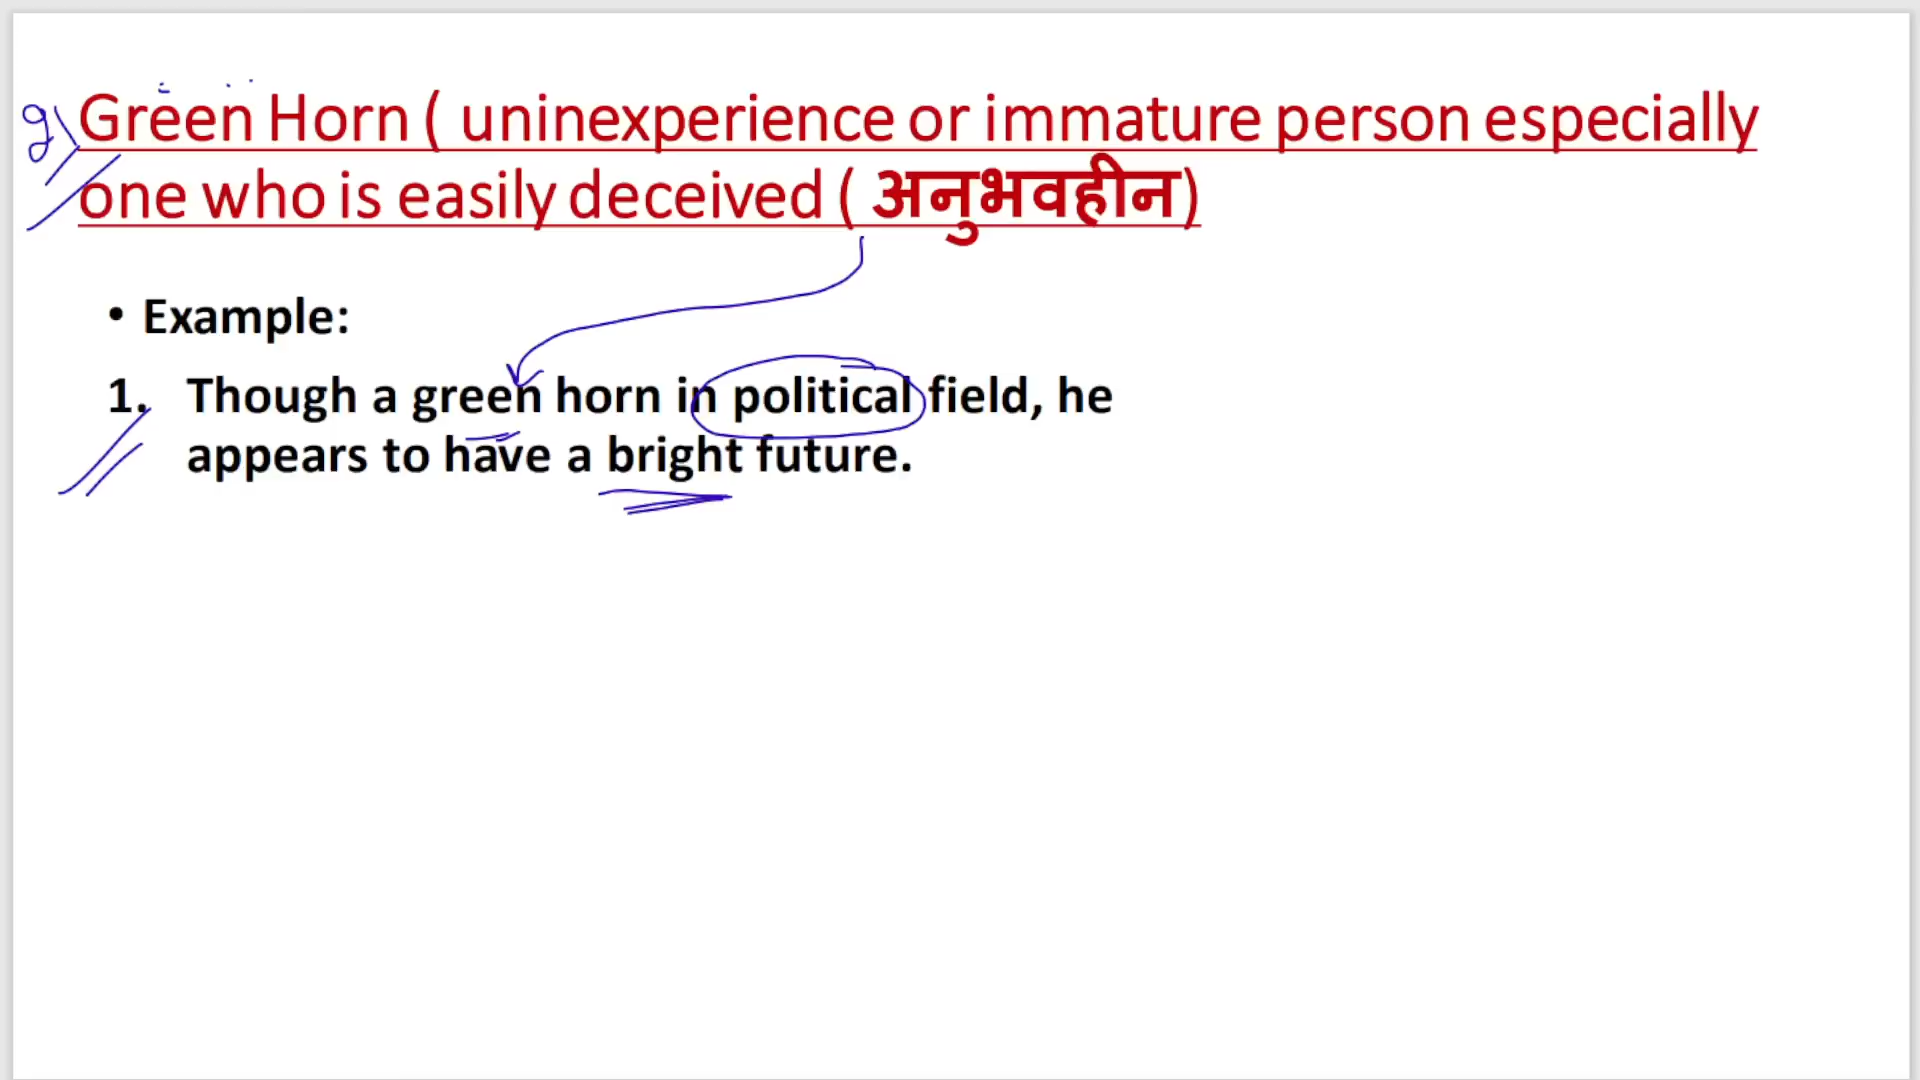 Green Horn ( uninexperience or immature person especially
one who is easily deceived ( अनुभवहीन)
• Example:
1. Though a green horn in political field, he
appears to have a bright future.